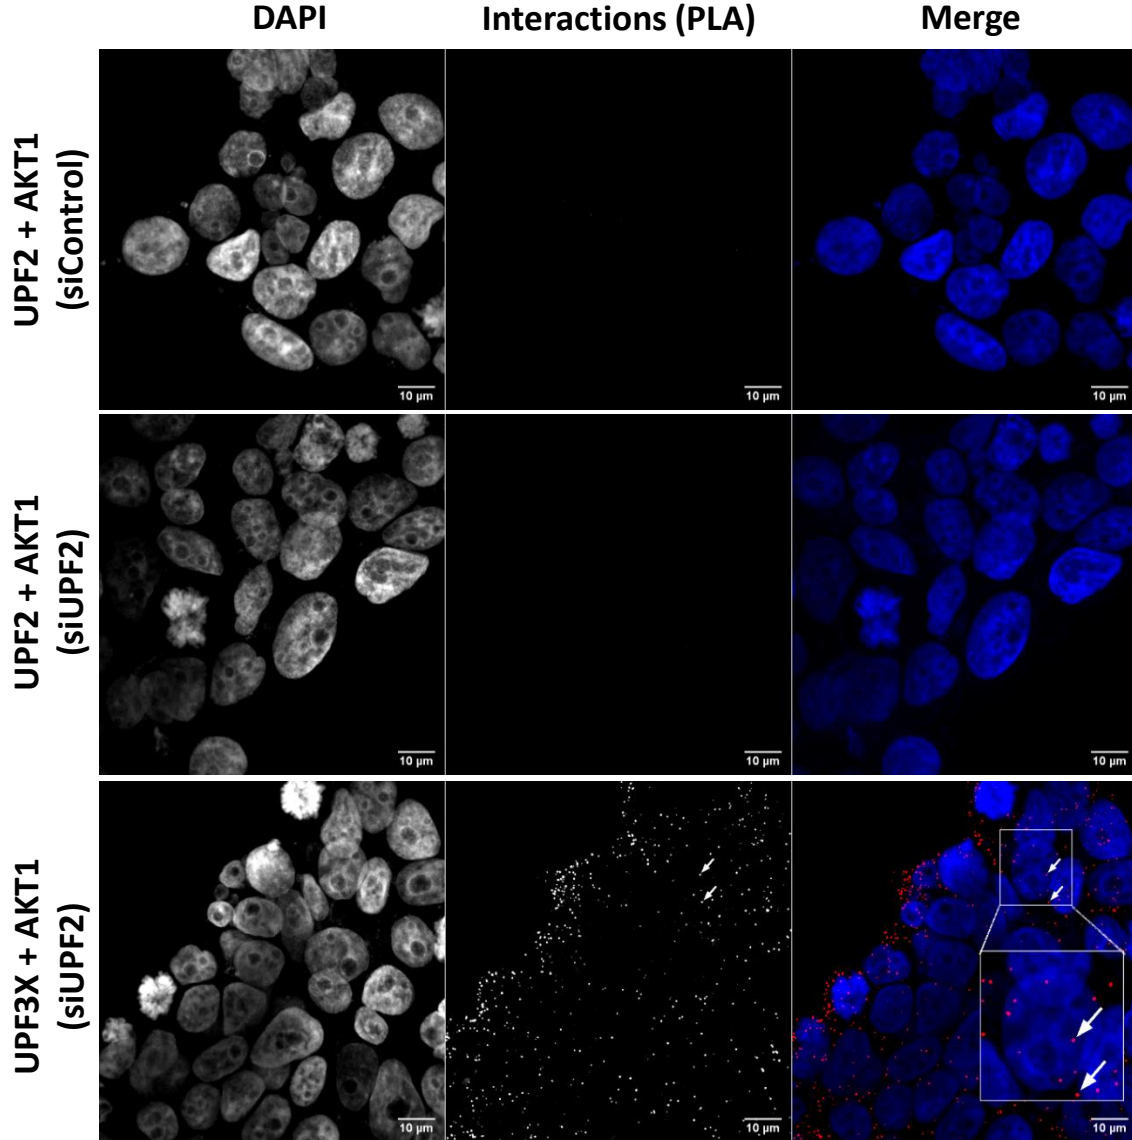 DAPI
Interactions (PLA)
Merge
UPF2 + AKT1
(siControl)
10 µm
10 µm
10 µm
UPF2 + AKT1
(siUPF2)
10 µm
10 µm
10 µm
UPF3X + AKT1
(siUPF2)
10 µm
10 µm
10 µm